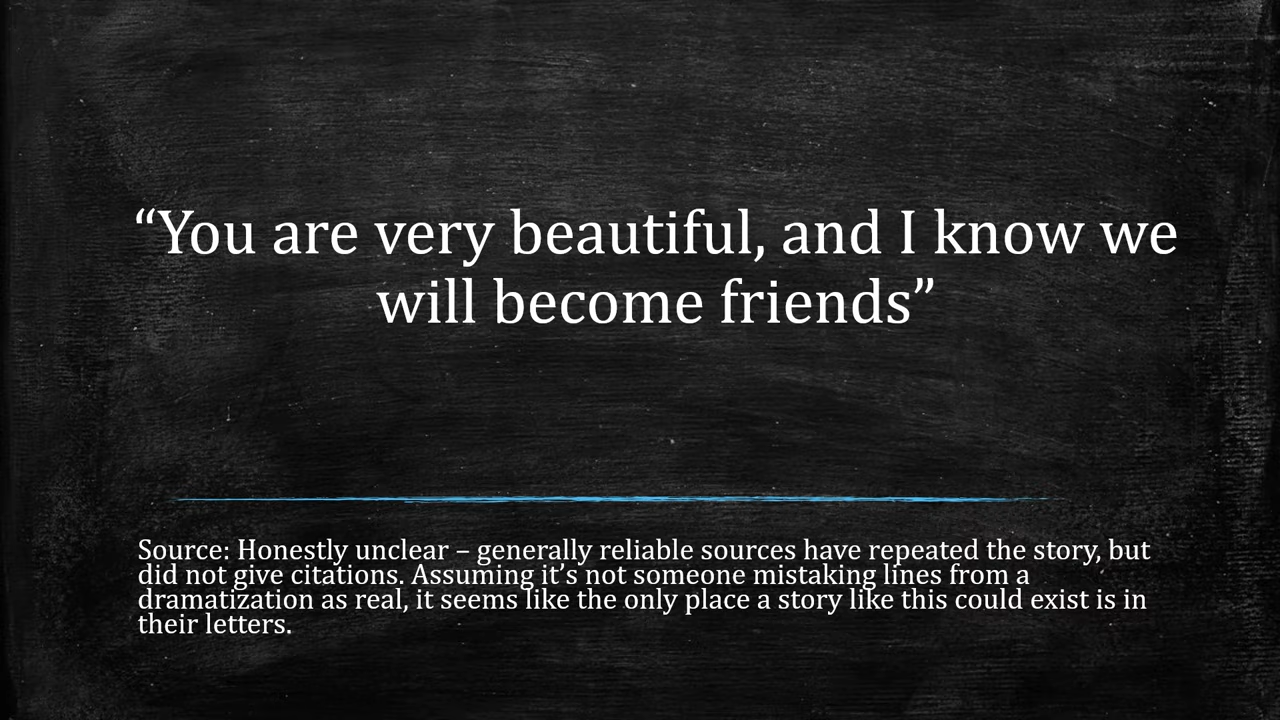 “You are very beautiful, and I know we
will become friends”
Source: Honestly unclear – generally reliable sources have repeated the story, but
did not give citations. Assuming it’s not someone mistaking lines from a
dramatization as real, it seems like the only place a story like this could exist is in
their letters.